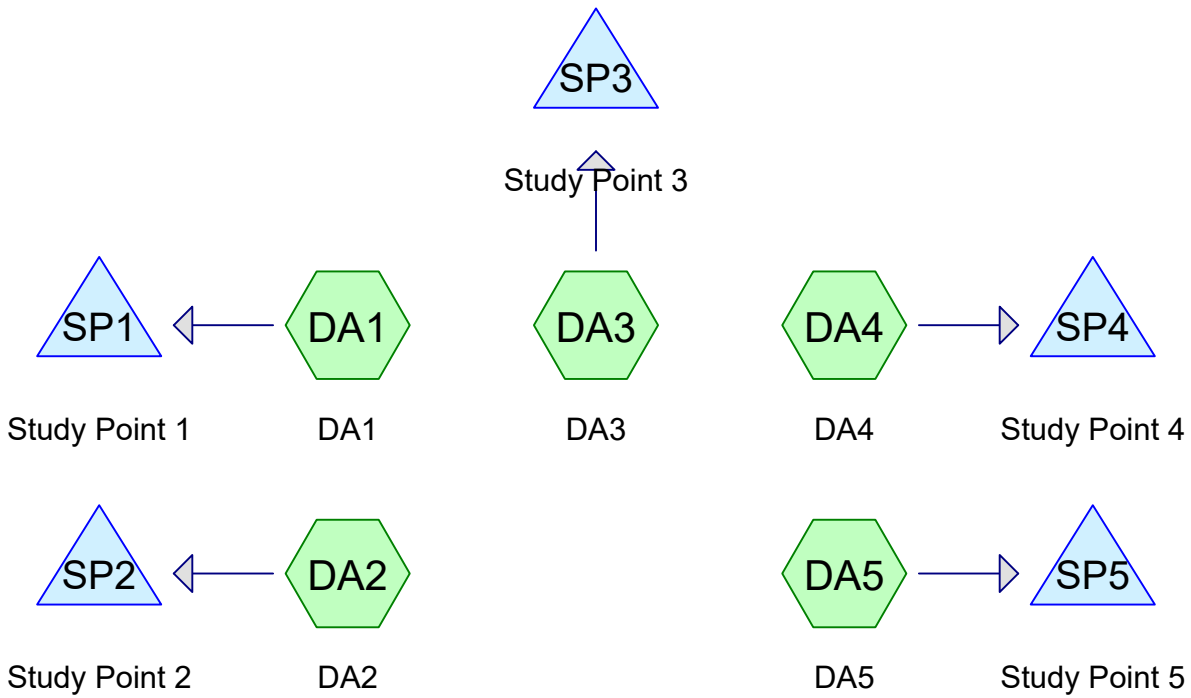 SP3
Study Point 3
SP1
DA1
DA3
DA4
SP4
Study Point 1
DA1
DA3
DA4
Study Point 4
SP2
DA2
DA5
SP5
Study Point 2
DA2
DA5
Study Point 5